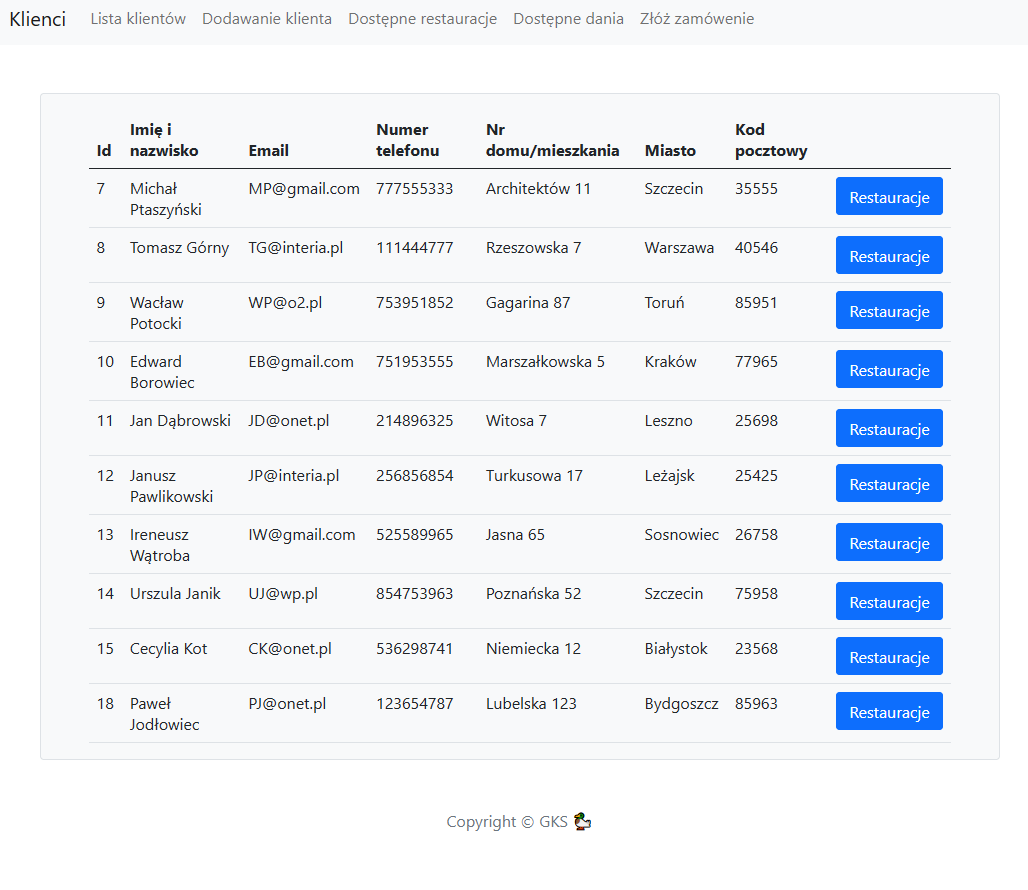 Klienci Lista klientów Dodawanie klienta Dostępne restauracje Dostępne dania Złóż zamówenie
Id Imię i nazwisko Email Numer telefonu Nr domu/mieszkania Miasto Kod pocztowy
7 Michał Ptaszyński MP@gmail.com 777555333 Architektów 11 Szczecin 35555 Restauracje
8 Tomasz Górny TG@interia.pl 111444777 Rzeszowska 7 Warszawa 40546 Restauracje
9 Wacław Potocki WP@o2.pl 753951852 Gagarina 87 Toruń 85951 Restauracje
10 Edward Borowiec EB@gmail.com 751953555 Marszałkowska 5 Kraków 77965 Restauracje
11 Jan Dąbrowski JD@onet.pl 214896325 Witosa 7 Leszno 25698 Restauracje
12 Janusz Pawlikowski JP@interia.pl 256856854 Turkusowa 17 Leżajsk 25425 Restauracje
13 Ireneusz Wątroba IW@gmail.com 525589965 Jasna 65 Sosnowiec 26758 Restauracje
14 Urszula Janik UJ@wp.pl 854753963 Poznańska 52 Szczecin 75958 Restauracje
15 Cecylia Kot CK@onet.pl 536298741 Niemiecka 12 Białystok 23568 Restauracje
18 Paweł Jodłowiec PJ@onet.pl 123654787 Lubelska 123 Bydgoszcz 85963 Restauracje
Copyright © GKS